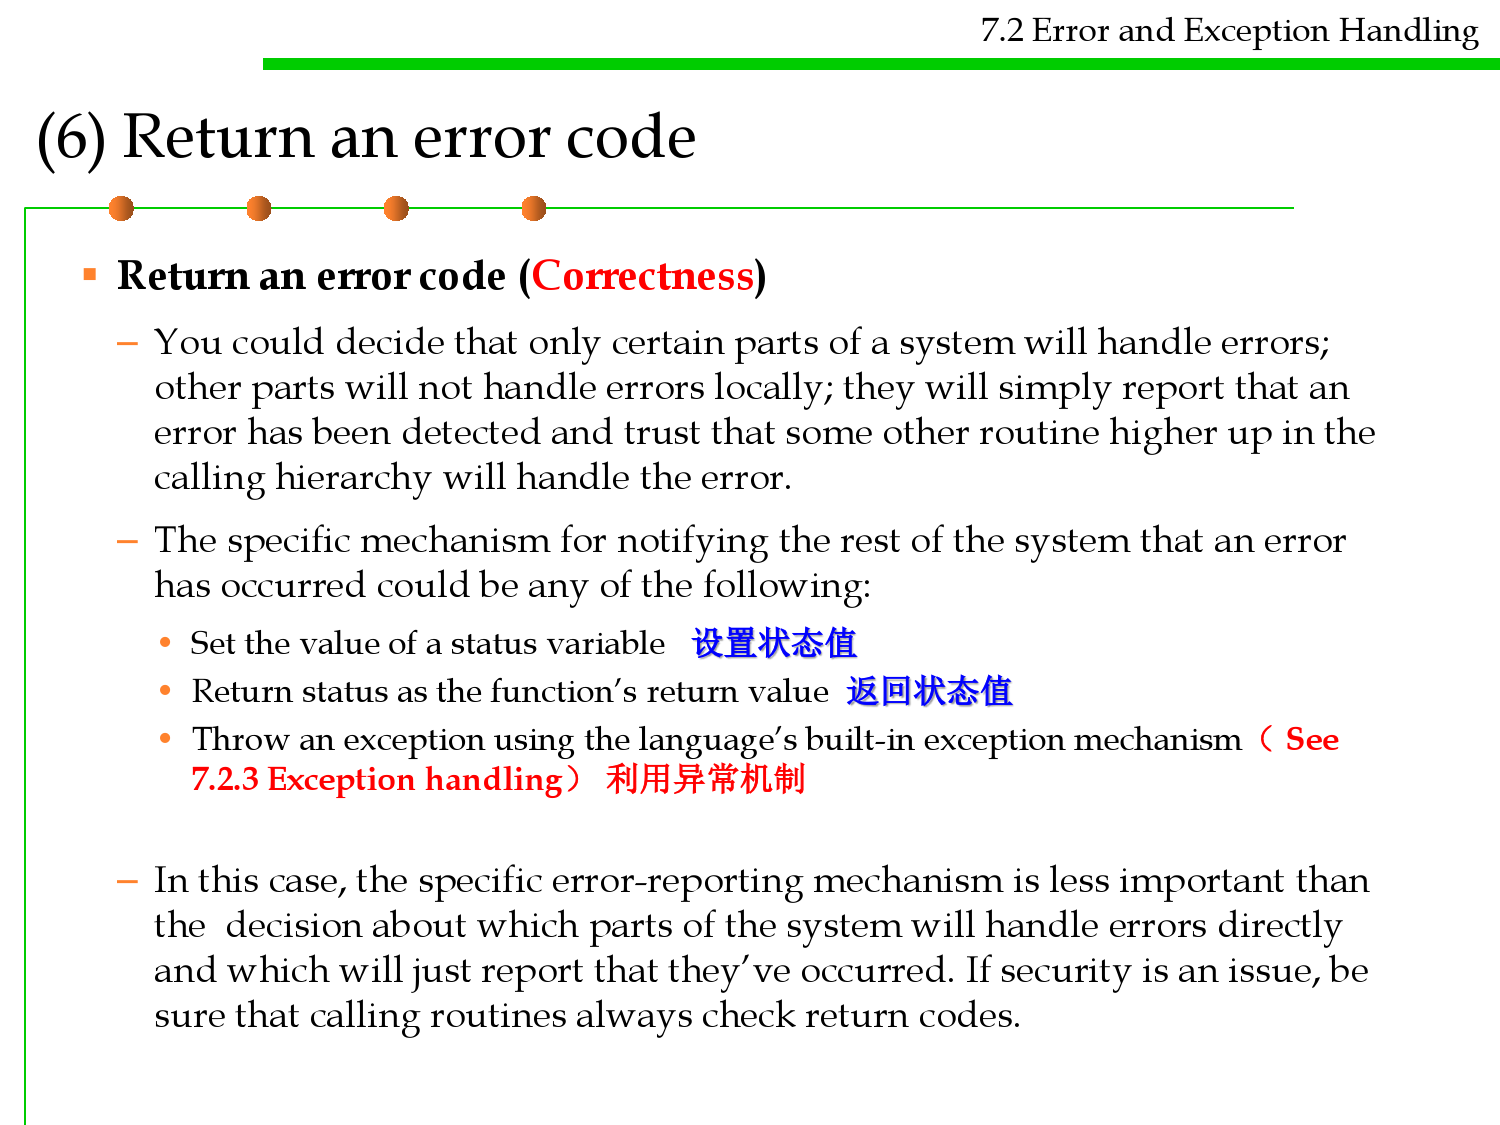 7.2 Error and Exception Handling
(6) Return an error code
▪ Return an error code (Correctness)
– You could decide that only certain parts of a system will handle errors;
other parts will not handle errors locally; they will simply report that an
error has been detected and trust that some other routine higher up in the
calling hierarchy will handle the error.
– The specific mechanism for notifying the rest of the system that an error
has occurred could be any of the following:
• Set the value of a status variable 设置状态值
• Return status as the function’s return value 返回状态值
• Throw an exception using the language’s built-in exception mechanism（ See
7.2.3 Exception handling） 利用异常机制
– In this case, the specific error-reporting mechanism is less important than
the decision about which parts of the system will handle errors directly
and which will just report that they’ve occurred. If security is an issue, be
sure that calling routines always check return codes.